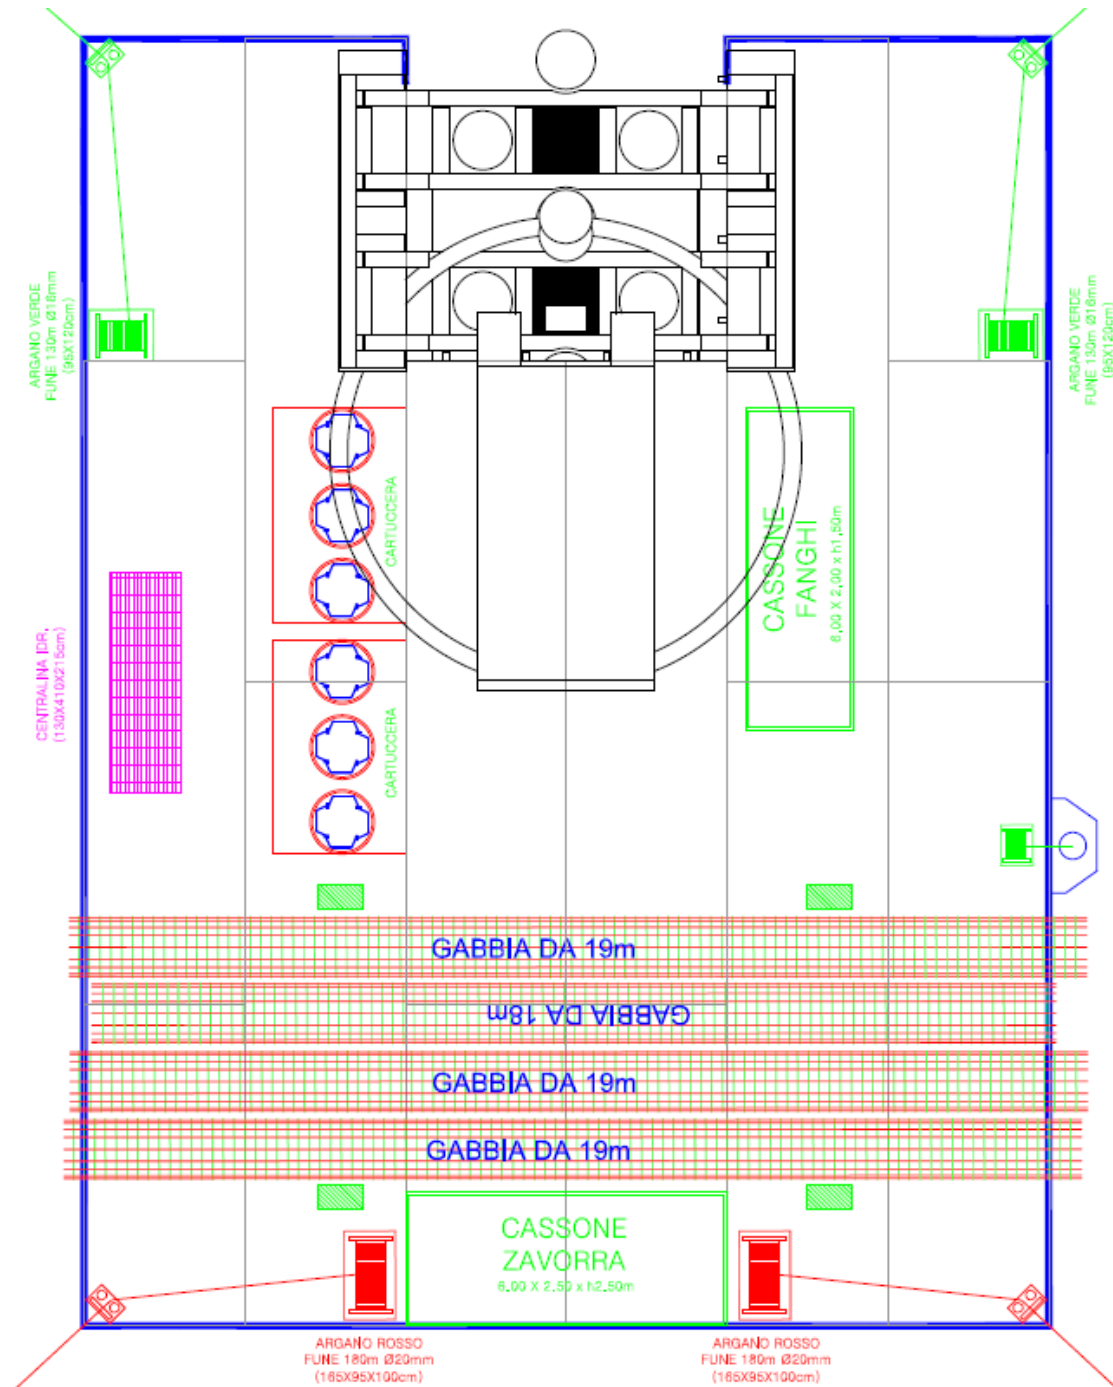 ARGANO VERDE
FUNE 130m Ø16mm
(95X120cm)
ARGANO VERDE
FUNE 130m Ø16mm
(95X120cm)
CARTUCCERA
CASSONE
FANGHI
6,00 X 2,00 x h1,50m
CENTRALINA IDR.
(130X410X215cm)
CARTUCCERA
GABBIA DA 19m
GABBIA DA 18m
GABBIA DA 19m
GABBIA DA 19m
CASSONE
ZAVORRA
6,00 X 2,50 x h2,50m
ARGANO ROSSO
FUNE 180m Ø20mm
(165X95X100cm)
ARGANO ROSSO
FUNE 180m Ø20mm
(165X95X100cm)